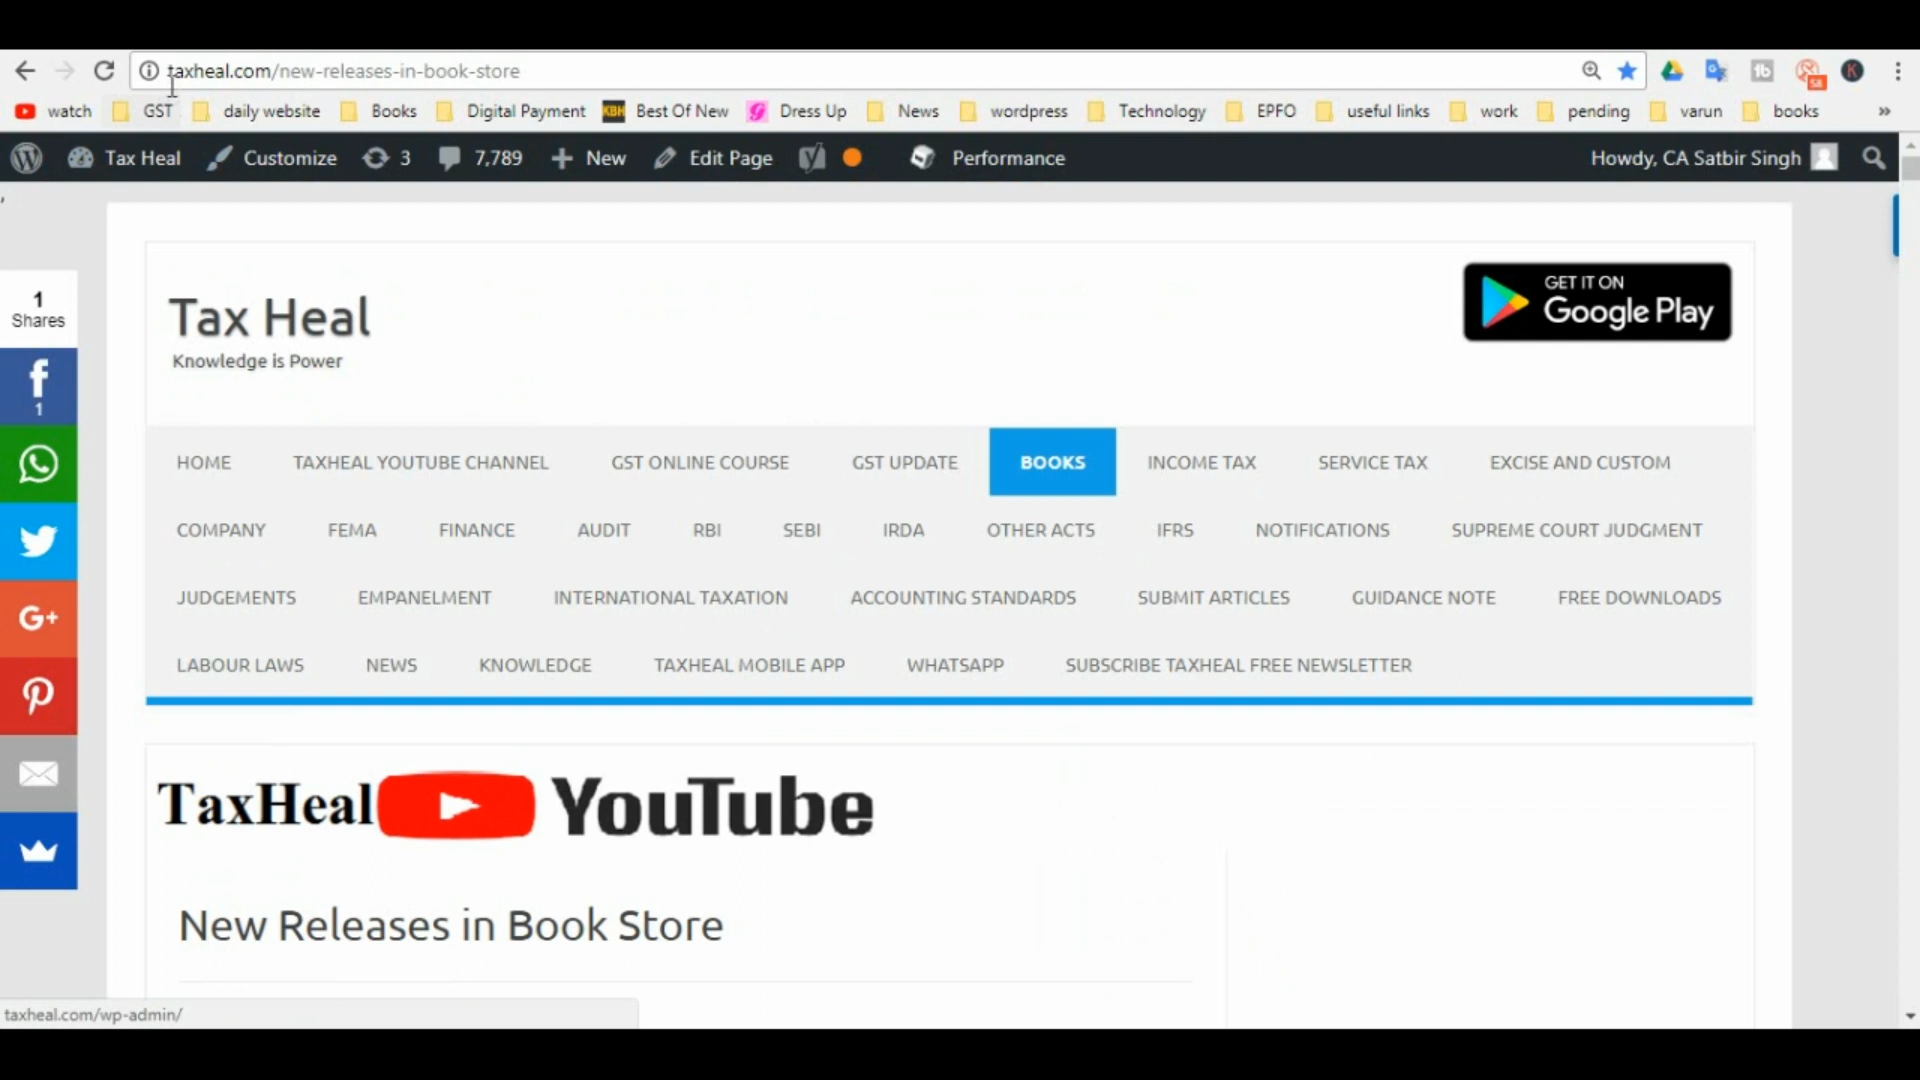 taxheal.com/new-releases-in-book-store
58
K
watch GST daily website Books Digital Payment KBH Best Of New Dress Up News wordpress Technology EPFO useful links work pending varun books »
Tax Heal Customize 3 7,789 New Edit Page Performance Howdy, CA Satbir Singh
1
Shares
f
1
G+
Tax Heal
Knowledge is Power
GET IT ON
Google Play
HOME TAXHEAL YOUTUBE CHANNEL GST ONLINE COURSE GST UPDATE BOOKS INCOME TAX SERVICE TAX EXCISE AND CUSTOM
COMPANY FEMA FINANCE AUDIT RBI SEBI IRDA OTHER ACTS IFRS NOTIFICATIONS SUPREME COURT JUDGMENT
JUDGEMENTS EMPANELMENT INTERNATIONAL TAXATION ACCOUNTING STANDARDS SUBMIT ARTICLES GUIDANCE NOTE FREE DOWNLOADS
LABOUR LAWS NEWS KNOWLEDGE TAXHEAL MOBILE APP WHATSAPP SUBSCRIBE TAXHEAL FREE NEWSLETTER
TaxHeal YouTube
New Releases in Book Store
taxheal.com/wp-admin/